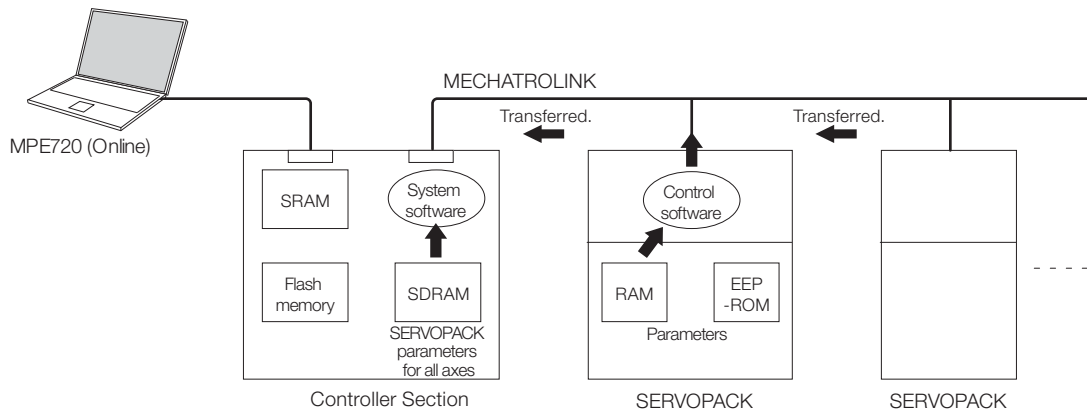 MECHATROLINK
Transferred.
Transferred.
MPE720 (Online)
SRAM
System
software
Control
software
Flash
memory
SDRAM
RAM
EEP
-ROM
SERVOPACK
parameters
for all axes
Parameters
Controller Section
SERVOPACK
SERVOPACK